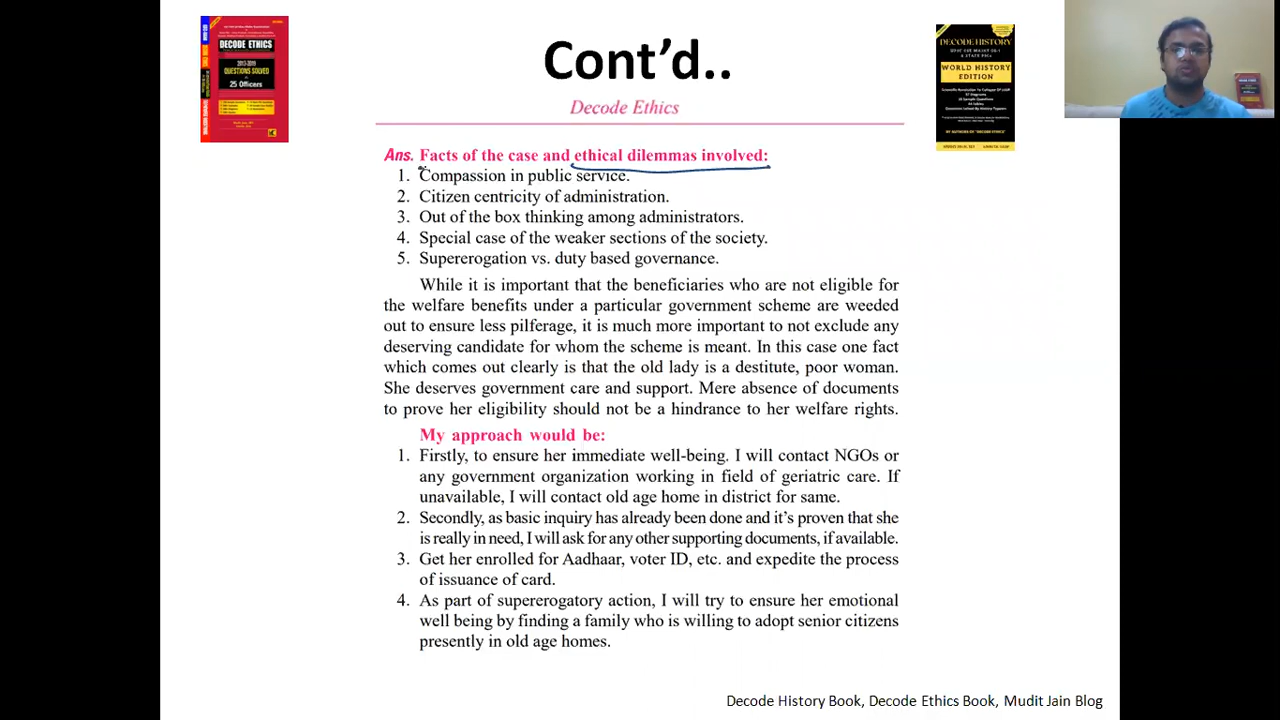 Cont’d..
DECODE ETHICS
2013-2019
QUESTIONS SOLVED
25 Officers
DECODE HISTORY
WORLD HISTORY
EDITION
Decode Ethics
Ans. Facts of the case and ethical dilemmas involved:
1. Compassion in public service.
2. Citizen centricity of administration.
3. Out of the box thinking among administrators.
4. Special case of the weaker sections of the society.
5. Supererogation vs. duty based governance.
While it is important that the beneficiaries who are not eligible for
the welfare benefits under a particular government scheme are weeded
out to ensure less pilferage, it is much more important to not exclude any
deserving candidate for whom the scheme is meant. In this case one fact
which comes out clearly is that the old lady is a destitute, poor woman.
She deserves government care and support. Mere absence of documents
to prove her eligibility should not be a hindrance to her welfare rights.
My approach would be:
1. Firstly, to ensure her immediate well-being. I will contact NGOs or
any government organization working in field of geriatric care. If
unavailable, I will contact old age home in district for same.
2. Secondly, as basic inquiry has already been done and it’s proven that she
is really in need, I will ask for any other supporting documents, if available.
3. Get her enrolled for Aadhaar, voter ID, etc. and expedite the process
of issuance of card.
4. As part of supererogatory action, I will try to ensure her emotional
well being by finding a family who is willing to adopt senior citizens
presently in old age homes.
Decode History Book, Decode Ethics Book, Mudit Jain Blog